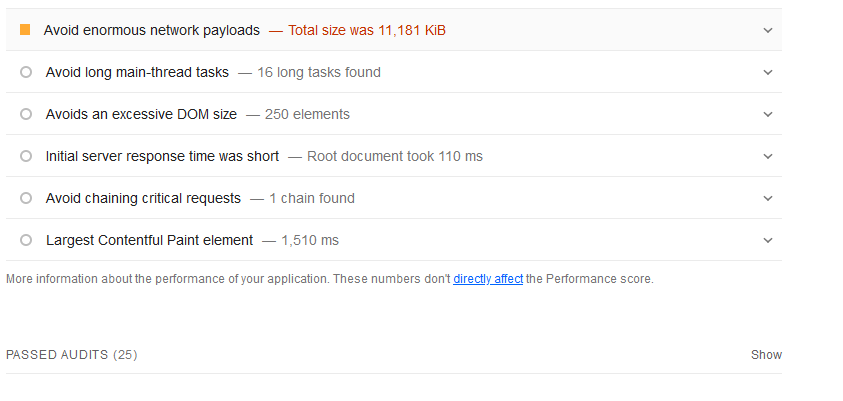 Avoid enormous network payloads — Total size was 11,181 KiB
Avoid long main-thread tasks — 16 long tasks found
Avoids an excessive DOM size — 250 elements
Initial server response time was short — Root document took 110 ms
Avoid chaining critical requests — 1 chain found
Largest Contentful Paint element — 1,510 ms
More information about the performance of your application. These numbers don't directly affect the Performance score.
PASSED AUDITS (25) Show